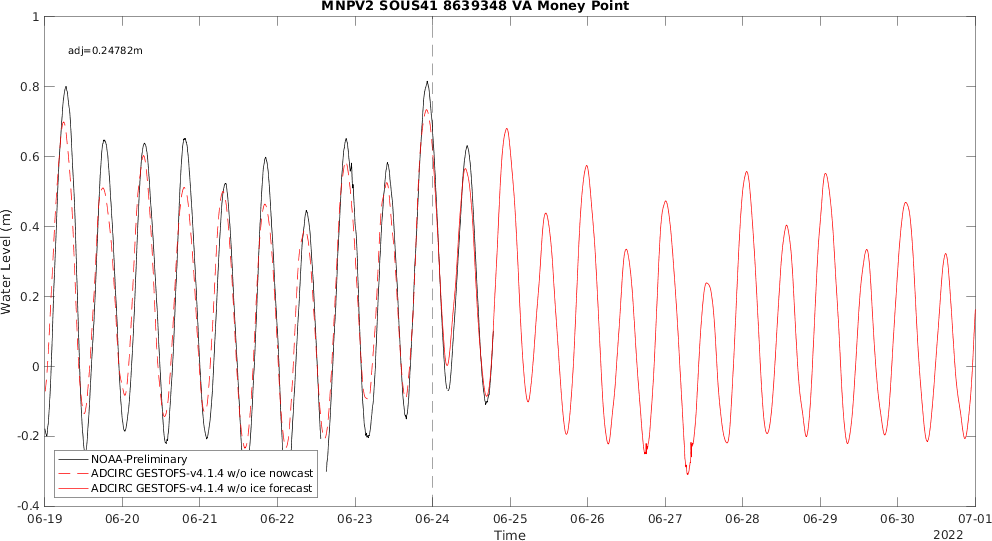 MNPV2 SOUS41 8639348 VA Money Point
adj=0.24782m
Water Level (m)
1
0.8
0.6
0.4
0.2
0
-0.2
-0.4
NOAA-Preliminary
ADCIRC GESTOFS-v4.1.4 w/o ice nowcast
ADCIRC GESTOFS-v4.1.4 w/o ice forecast
06-19 06-20 06-21 06-22 06-23 06-24 06-25 06-26 06-27 06-28 06-29 06-30 07-01
Time
2022